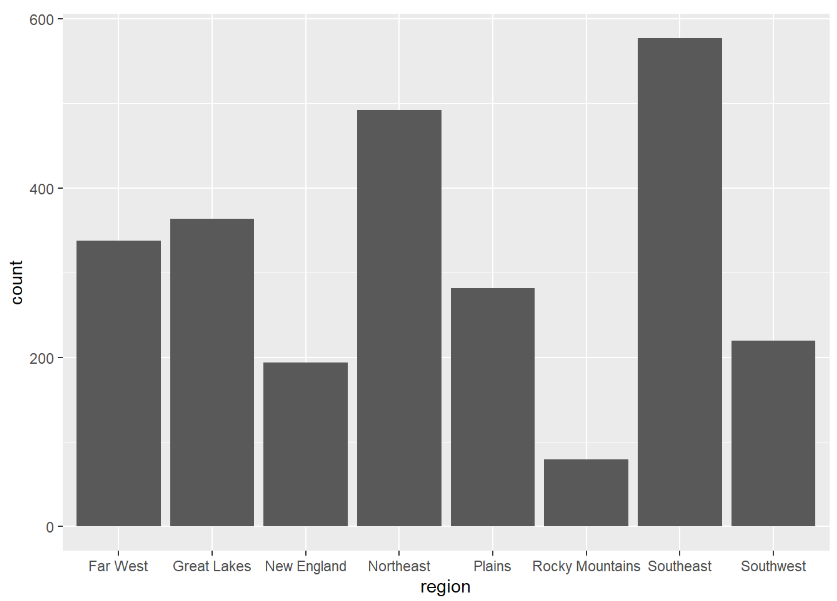 600
400
200
0
count
Far West Great Lakes New England Northeast Plains Rocky Mountains Southeast Southwest
region